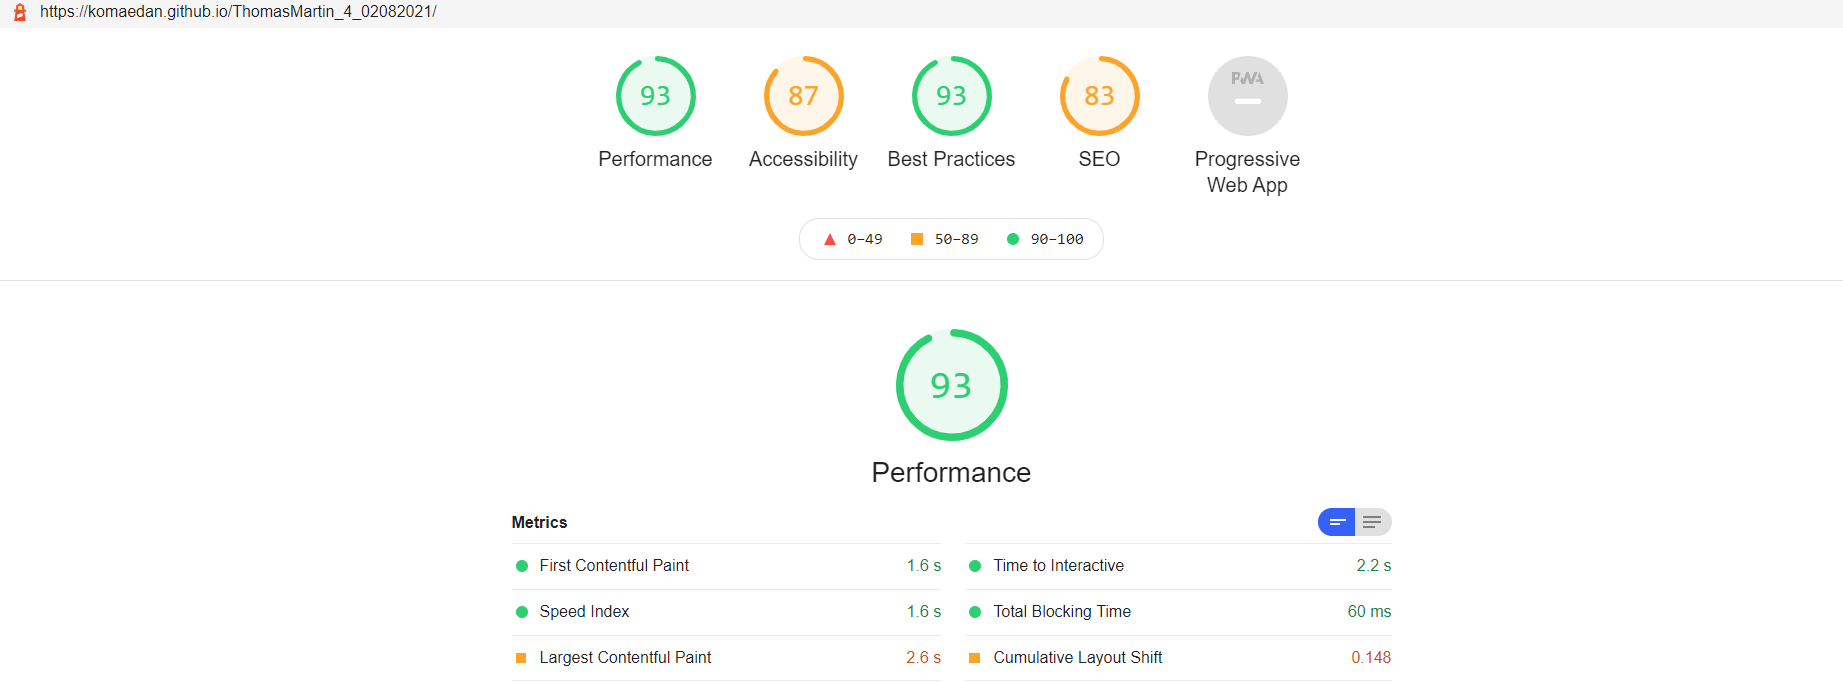 https://komaedan.github.io/ThomasMartin_4_02082021/
93
87
93
83
PWA
Performance
Accessibility
Best Practices
SEO
Progressive
Web App
0–49
50–89
90–100
93
Performance
Metrics
First Contentful Paint
1.6 s
Time to Interactive
2.2 s
Speed Index
1.6 s
Total Blocking Time
60 ms
Largest Contentful Paint
2.6 s
Cumulative Layout Shift
0.148